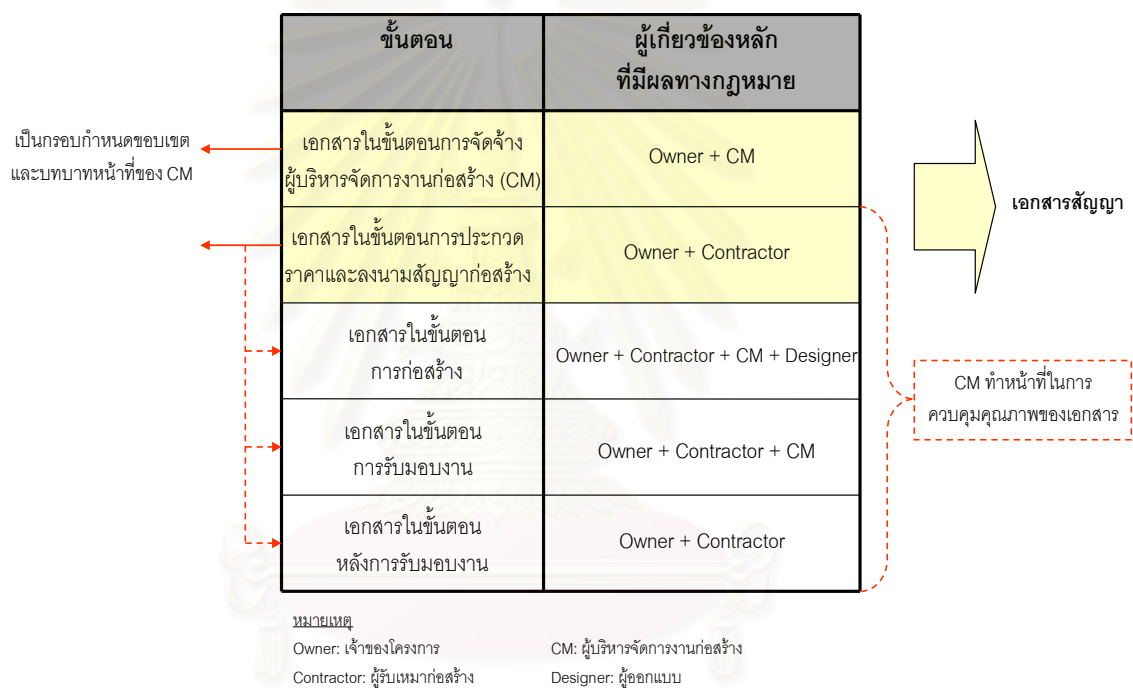 ขั้นตอน
ผู้เกี่ยวข้องหลัก
ที่มีผลทางกฎหมาย
เป็นกรอบกำหนดขอบเขต
และบทบาทหน้าที่ของ CM
เอกสารในขั้นตอนการจัดจ้าง
ผู้บริหารจัดการงานก่อสร้าง (CM)
Owner + CM
เอกสารสัญญา
เอกสารในขั้นตอนการประกวด
ราคาและลงนามสัญญาก่อสร้าง
Owner + Contractor
เอกสารในขั้นตอน
การก่อสร้าง
Owner + Contractor + CM + Designer
CM ทำหน้าที่ในการ
ควบคุมคุณภาพของเอกสาร
เอกสารในขั้นตอน
การรับมอบงาน
Owner + Contractor + CM
เอกสารในขั้นตอน
หลังการรับมอบงาน
Owner + Contractor
หมายเหตุ
Owner: เจ้าของโครงการ
CM: ผู้บริหารจัดการงานก่อสร้าง
Contractor: ผู้รับเหมาก่อสร้าง
Designer: ผู้ออกแบบ